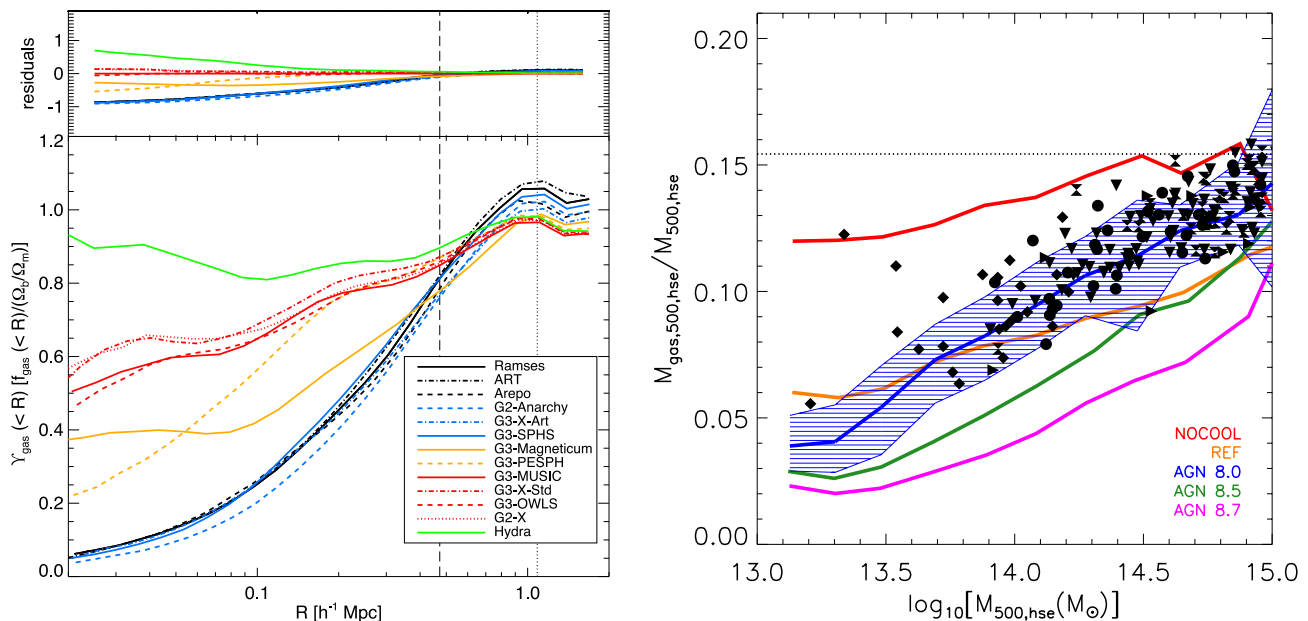 residuals
1
0
-1
ϒgas (< R) [fgas (< R)/(Ωb/Ωm)]
1.2
1.0
0.8
0.6
0.4
0.2
0.0
Ramses
ART
Arepo
G2-Anarchy
G3-X-Art
G3-SPHS
G3-Magneticum
G3-PESPH
G3-MUSIC
G3-X-Std
G3-OWLS
G2-X
Hydra
0.1
1.0
R [h⁻¹ Mpc]
Mgas,500,hse/M500,hse
0.20
0.15
0.10
0.05
0.00
NOCOOL
REF
AGN 8.0
AGN 8.5
AGN 8.7
13.0
13.5
14.0
14.5
15.0
log10[M500,hse(M⊙)]